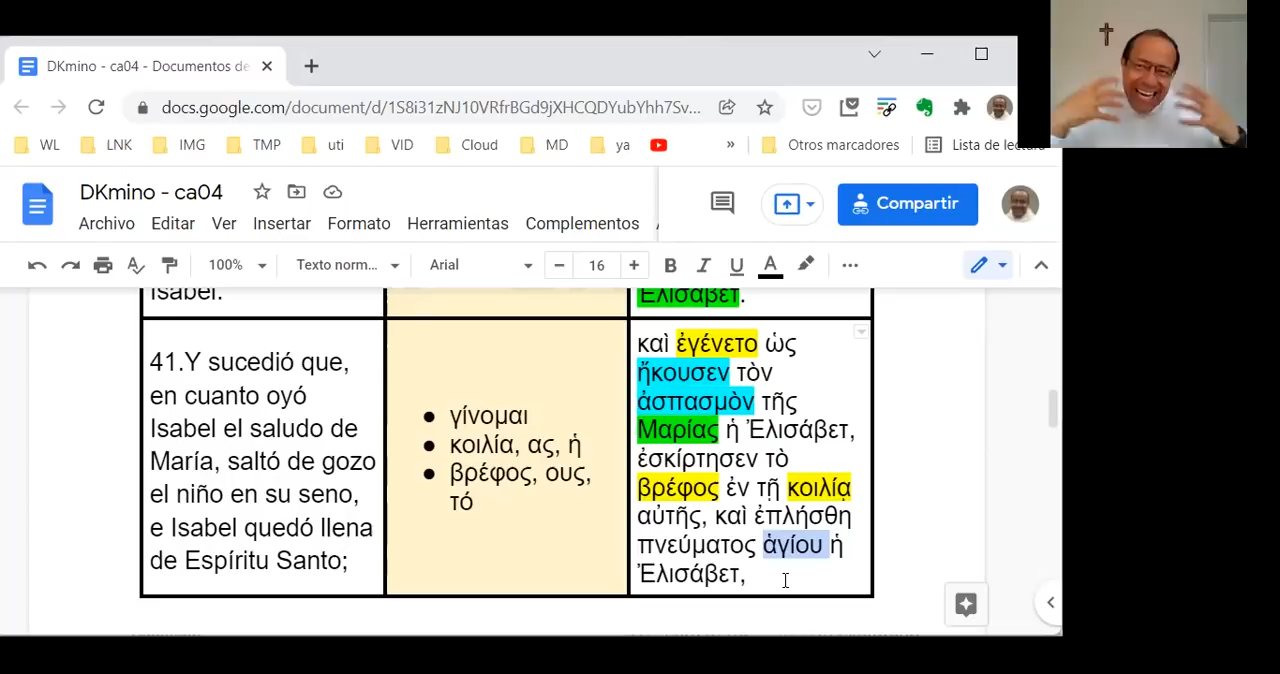 DKmino - ca04 - Documentos de
docs.google.com/document/d/1S8i31zNJ10VRfrBGd9jXHCQDYubYhh7Sv...
WL LNK IMG TMP uti VID Cloud MD ya » Otros marcadores Lista de lectu
DKmino - ca04
Archivo Editar Ver Insertar Formato Herramientas Complementos
Compartir
100% Texto norm... Arial − 16 + B I U A
Isabel.
Ἐλισάβετ.
41.Y sucedió que,
en cuanto oyó
Isabel el saludo de
María, saltó de gozo
el niño en su seno,
e Isabel quedó llena
de Espíritu Santo;
● γίνομαι
● κοιλία, ας, ἡ
● βρέφος, ους,
τό
καὶ ἐγένετο ὡς
ἤκουσεν τὸν
ἀσπασμὸν τῆς
Μαρίας ἡ Ἐλισάβετ,
ἐσκίρτησεν τὸ
βρέφος ἐν τῇ κοιλίᾳ
αὐτῆς, καὶ ἐπλήσθη
πνεύματος ἁγίου ἡ
Ἐλισάβετ,